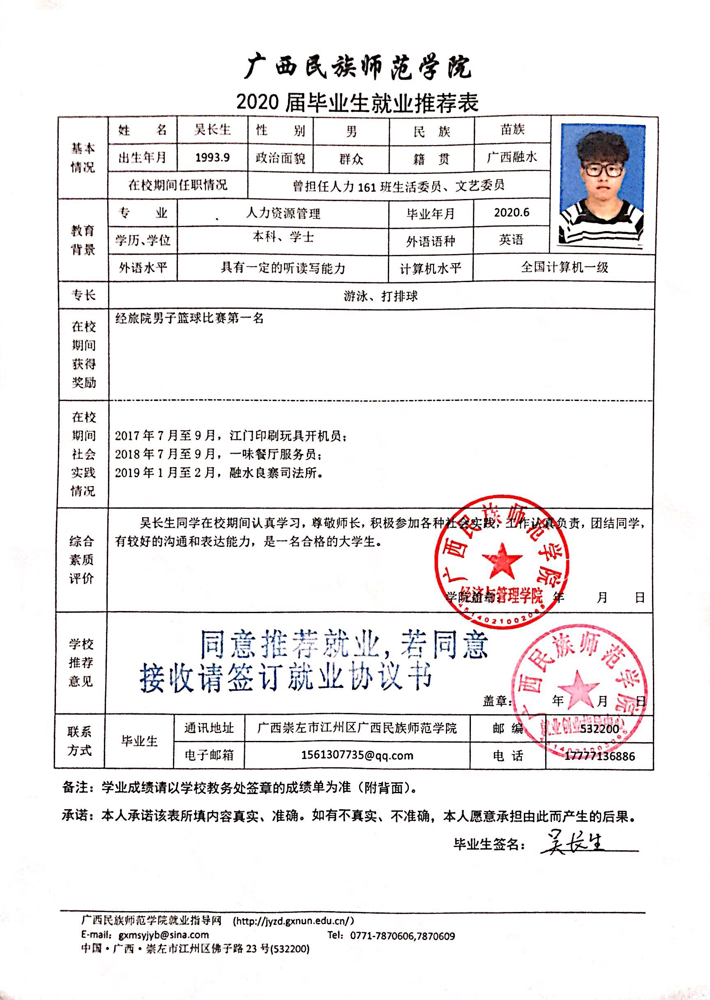 广西民族师范学院
2020 届毕业生就业推荐表
基本情况
姓 名 吴长生 性 别 男 民 族 苗族
出生年月 1993.9 政治面貌 群众 籍 贯 广西融水
在校期间任职情况 曾担任人力 161 班生活委员、文艺委员
教育背景
专 业 人力资源管理 毕业年月 2020.6
学历、学位 本科、学士 外语语种 英语
外语水平 具有一定的听读写能力 计算机水平 全国计算机一级
专长 游泳、打排球
在校期间获得奖励
经旅院男子篮球比赛第一名
在校期间社会实践情况
2017 年 7 月至 9 月，江门印刷玩具开机员；
2018 年 7 月至 9 月，一味餐厅服务员；
2019 年 1 月至 2 月，融水良寨司法所。
综合素质评价
吴长生同学在校期间认真学习，尊敬师长，积极参加各种社会实践，工作认真负责，团结同学，
有较好的沟通和表达能力，是一名合格的大学生。
学院盖章： 年 月 日
广西民族师范学院
经济与管理学院
学校推荐意见
同意推荐就业，若同意
接收请签订就业协议书
盖章： 年 月 日
广西民族师范学院
就业创业指导中心
联系方式
毕业生
通讯地址 广西崇左市江州区广西民族师范学院 邮 编 532200
电子邮箱 1561307735@qq.com 电 话 17777136886
备注：学业成绩请以学校教务处签章的成绩单为准（附背面）。
承诺：本人承诺该表所填内容真实、准确。如有不真实、不准确，本人愿意承担由此而产生的后果。
毕业生签名：吴长生
广西民族师范学院就业指导网 (http://jyzd.gxnun.edu.cn/）
E-mail：gxmsyjyb@sina.com Tel：0771-7870606,7870609
中国·广西·崇左市江州区佛子路 23 号(532200)